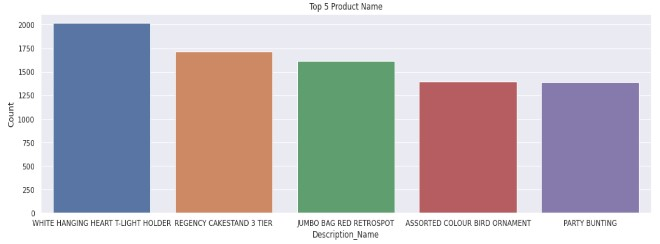 Top 5 Product Name
2000
1750
1500
1250
1000
750
500
250
0
Count
WHITE HANGING HEART T-LIGHT HOLDER REGENCY CAKESTAND 3 TIER JUMBO BAG RED RETROSPOT ASSORTED COLOUR BIRD ORNAMENT PARTY BUNTING
Description_Name